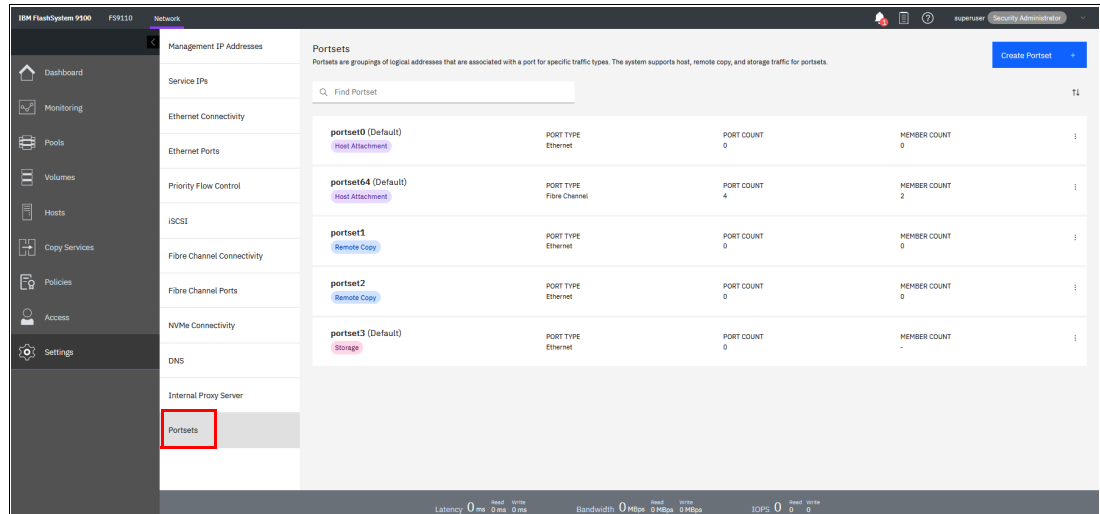 IBM FlashSystem 9100 FS9110 Network
1
superuser Security Administrator
Dashboard
Monitoring
Pools
Volumes
Hosts
Copy Services
Policies
Access
Settings
Management IP Addresses
Service IPs
Ethernet Connectivity
Ethernet Ports
Priority Flow Control
iSCSI
Fibre Channel Connectivity
Fibre Channel Ports
NVMe Connectivity
DNS
Internal Proxy Server
Portsets
Portsets
Portsets are groupings of logical addresses that are associated with a port for specific traffic types. The system supports host, remote copy, and storage traffic for portsets.
Create Portset +
Find Portset
portset0 (Default)
Host Attachment
PORT TYPE
Ethernet
PORT COUNT
0
MEMBER COUNT
0
portset64 (Default)
Host Attachment
PORT TYPE
Fibre Channel
PORT COUNT
4
MEMBER COUNT
2
portset1
Remote Copy
PORT TYPE
Ethernet
PORT COUNT
0
MEMBER COUNT
0
portset2
Remote Copy
PORT TYPE
Ethernet
PORT COUNT
0
MEMBER COUNT
0
portset3 (Default)
Storage
PORT TYPE
Ethernet
PORT COUNT
0
MEMBER COUNT
-
Read Write Read Write Read Write
Latency 0 ms 0 ms 0 ms Bandwidth 0 MBps 0 MBps 0 MBps IOPS 0 0 0